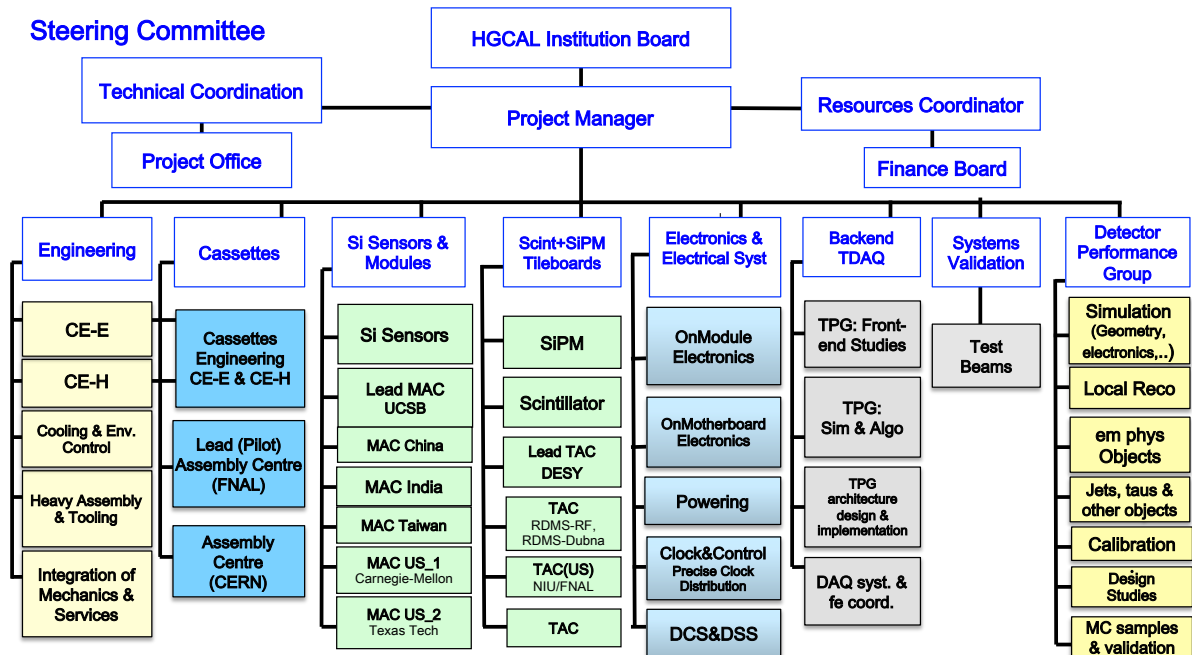 Steering Committee
HGCAL Institution Board
Technical Coordination
Project Manager
Resources Coordinator
Project Office
Finance Board
Engineering
CE-E
CE-H
Cooling & Env.
Control
Heavy Assembly
& Tooling
Integration of
Mechanics &
Services
Cassettes
Cassettes
Engineering
CE-E & CE-H
Lead (Pilot)
Assembly Centre
(FNAL)
Assembly
Centre
(CERN)
Si Sensors &
Modules
Si Sensors
Lead MAC
UCSB
MAC China
MAC India
MAC Taiwan
MAC US_1
Carnegie-Mellon
MAC US_2
Texas Tech
Scint+SiPM
Tileboards
SiPM
Scintillator
Lead TAC
DESY
TAC
RDMS-RF,
RDMS-Dubna
TAC(US)
NIU/FNAL
TAC
Electronics &
Electrical Syst
OnModule
Electronics
OnMotherboard
Electronics
Powering
Clock&Control
Precise Clock
Distribution
DCS&DSS
Backend
TDAQ
TPG: Front-
end Studies
TPG:
Sim & Algo
TPG
architecture
design &
implementation
DAQ syst. &
fe coord.
Systems
Validation
Test
Beams
Detector
Performance
Group
Simulation
(Geometry,
electronics,..)
Local Reco
em phys
Objects
Jets, taus &
other objects
Calibration
Design
Studies
MC samples
& validation